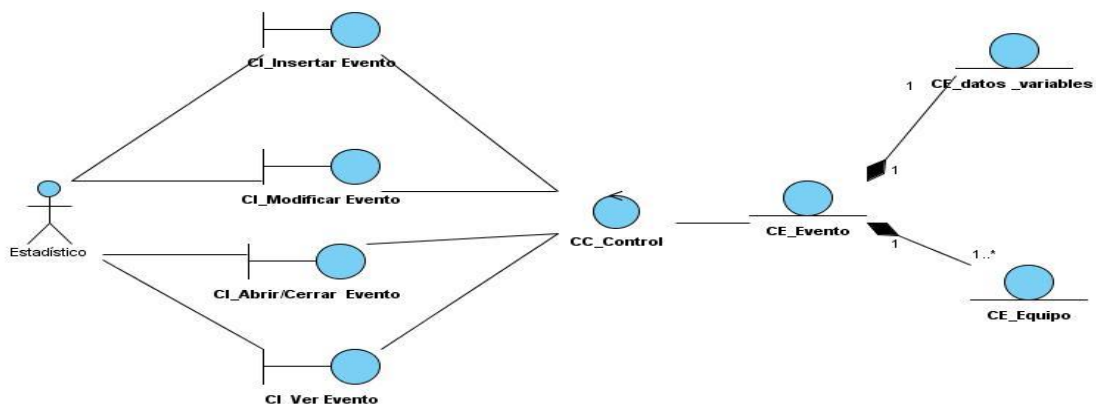 CI_Insertar Evento
CE_datos _variables
1
1
CI_Modificar Evento
Estadístico
CC_Control
CE_Evento
1
1..*
CI_Abrir/Cerrar Evento
CE_Equipo
CI_Ver Evento